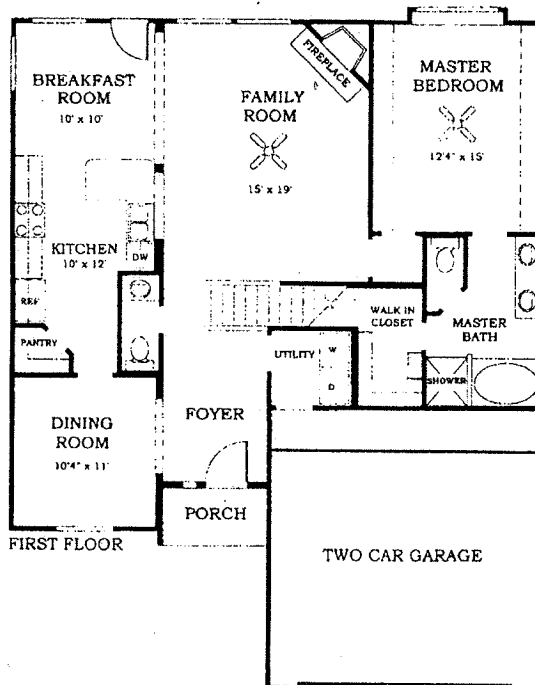 BREAKFAST
ROOM
10' x 10'
FAMILY
ROOM
15' x 19'
FIREPLACE
MASTER
BEDROOM
12'4" x 15'
KITCHEN
10' x 12'
DW
REF
PANTRY
WALK IN
CLOSET
MASTER
BATH
SHOWER
UTILITY
W
D
DINING
ROOM
10'4" x 11'
FOYER
PORCH
FIRST FLOOR
TWO CAR GARAGE